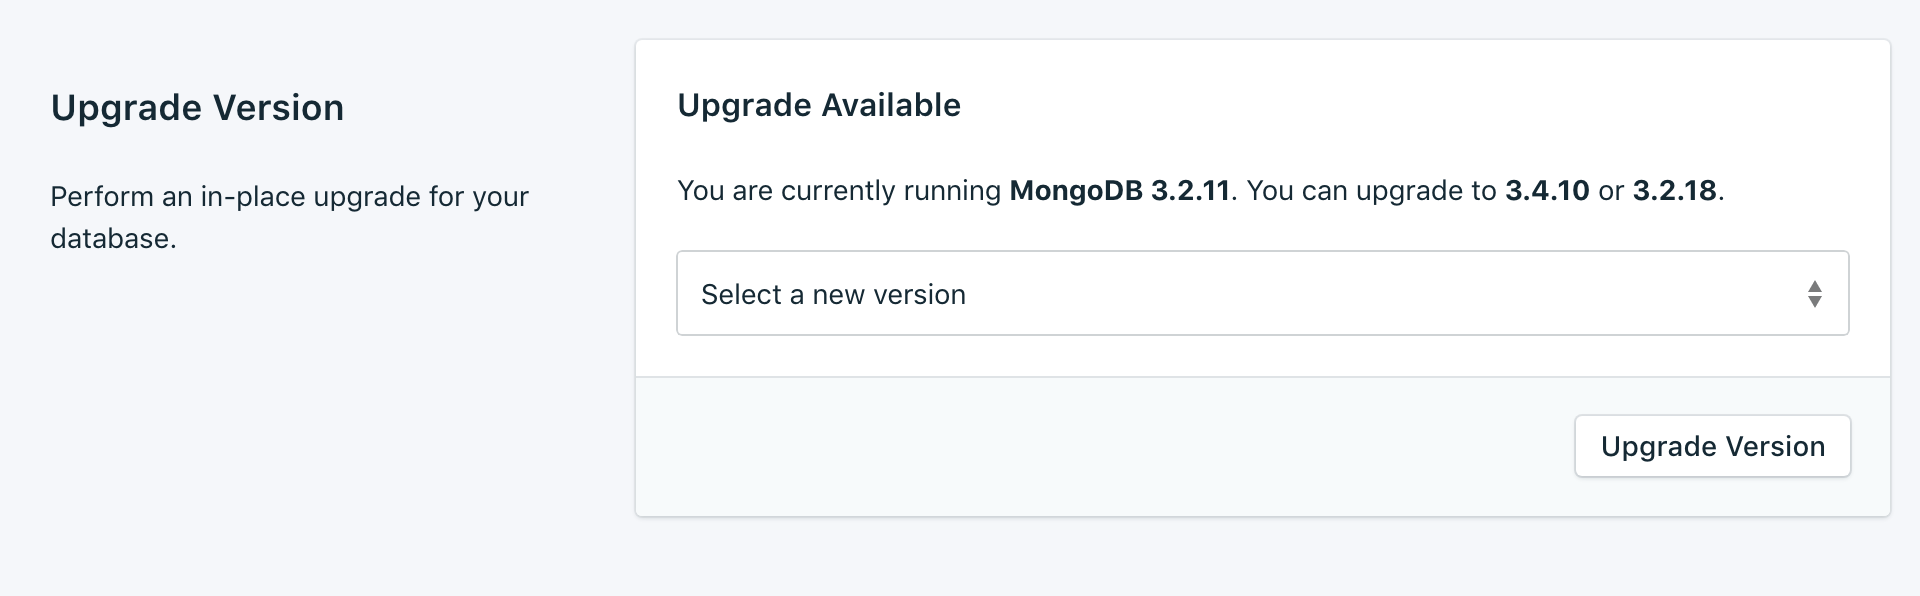 Upgrade Version
Perform an in-place upgrade for your
database.
Upgrade Available
You are currently running MongoDB 3.2.11. You can upgrade to 3.4.10 or 3.2.18.
Select a new version
Upgrade Version